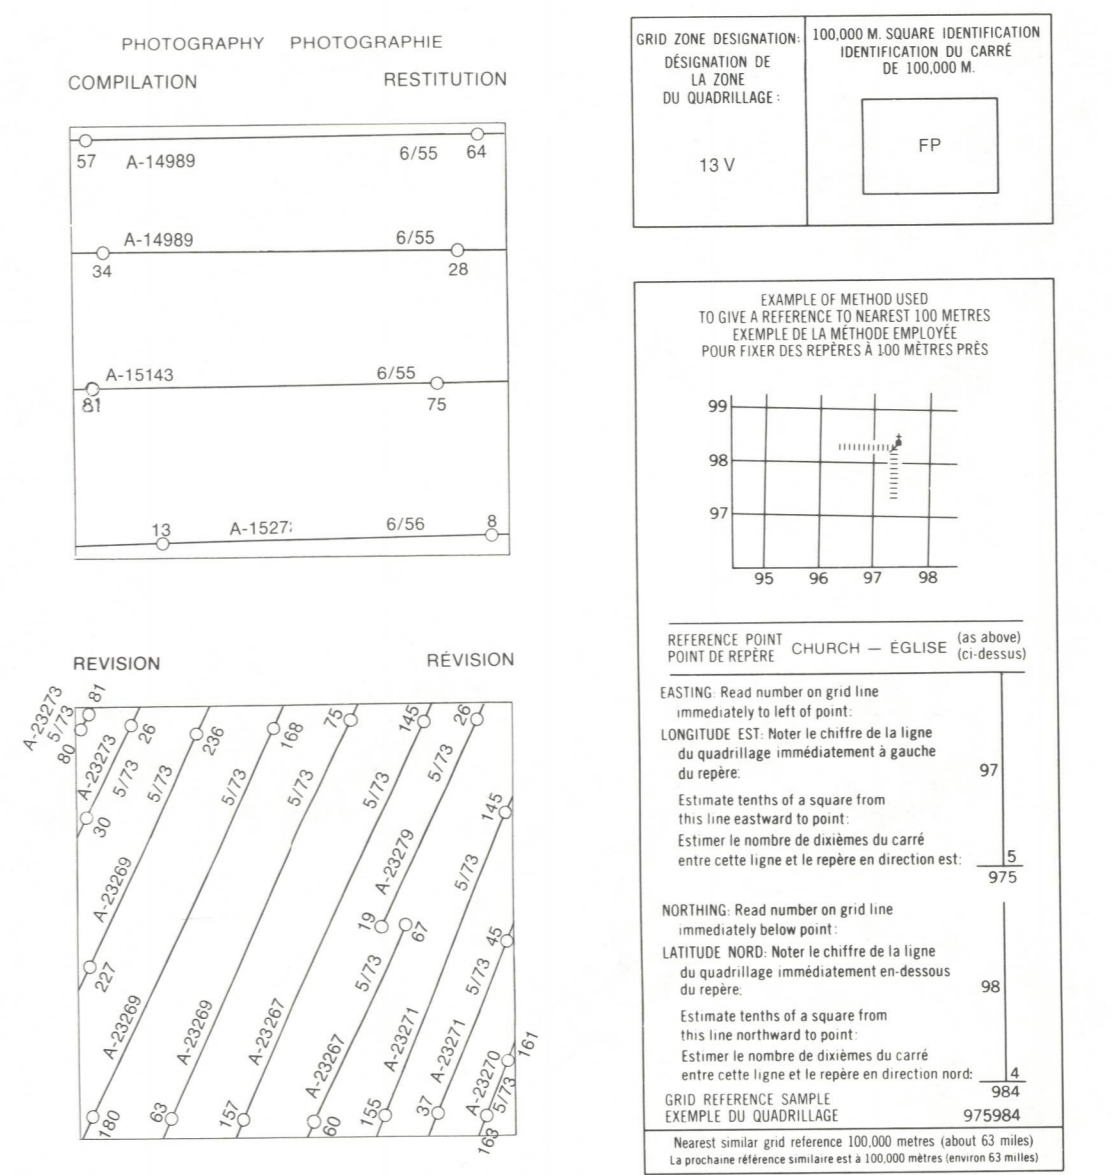 PHOTOGRAPHY PHOTOGRAPHIE
COMPILATION RESTITUTION
57 A-14989 6/55 64
A-14989 6/55
34 28
A-15143 6/55
81 75
13 A-1527 6/56 8
REVISION RÉVISION
A-23273 5/73 80 81
A-23273 5/73 26 30
A-23269 5/73 236 227
A-23269 5/73 168 180
A-23269 5/73 75 63
A-23267 5/73 145 157
A-23279 5/73 26 19
A-23267 5/73 67 60
A-23271 5/73 145 155
A-23271 5/73 45 37
A-23270 5/73 161 163
GRID ZONE DESIGNATION:
DÉSIGNATION DE
LA ZONE
DU QUADRILLAGE :
13 V
100,000 M. SQUARE IDENTIFICATION
IDENTIFICATION DU CARRÉ
DE 100,000 M.
FP
EXAMPLE OF METHOD USED
TO GIVE A REFERENCE TO NEAREST 100 METRES
EXEMPLE DE LA MÉTHODE EMPLOYÉE
POUR FIXER DES REPÈRES À 100 MÈTRES PRÈS
99
98
97
95 96 97 98
REFERENCE POINT CHURCH — ÉGLISE (as above)
POINT DE REPÈRE (ci-dessus)
EASTING: Read number on grid line
immediately to left of point:
LONGITUDE EST: Noter le chiffre de la ligne
du quadrillage immédiatement à gauche
du repère: 97
Estimate tenths of a square from
this line eastward to point:
Estimer le nombre de dixièmes du carré
entre cette ligne et le repère en direction est: 5
975
NORTHING: Read number on grid line
immediately below point:
LATITUDE NORD: Noter le chiffre de la ligne
du quadrillage immédiatement en-dessous
du repère: 98
Estimate tenths of a square from
this line northward to point:
Estimer le nombre de dixièmes du carré
entre cette ligne et le repère en direction nord: 4
984
GRID REFERENCE SAMPLE
EXEMPLE DU QUADRILLAGE 975984
Nearest similar grid reference 100,000 metres (about 63 miles)
La prochaine référence similaire est à 100,000 mètres (environ 63 milles)